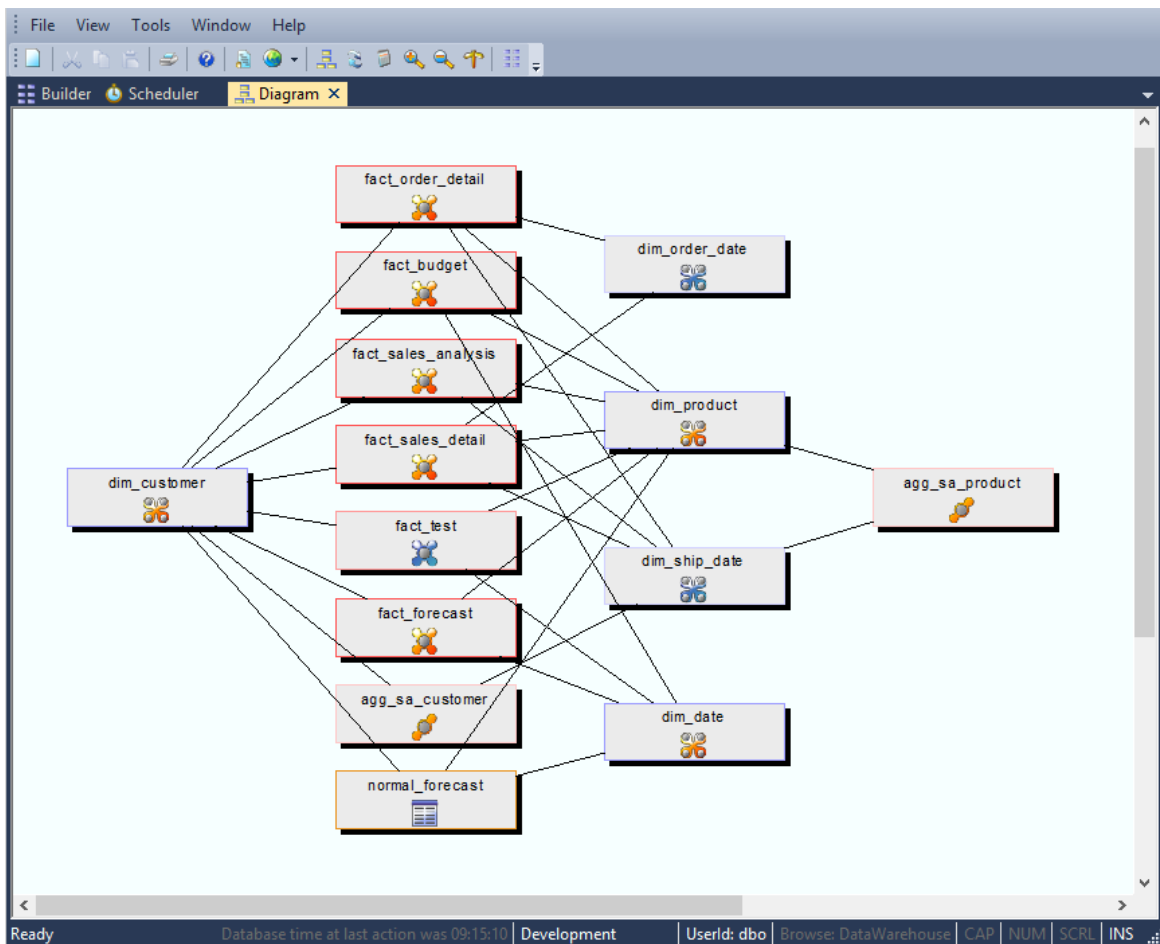 File View Tools Window Help
Builder Scheduler Diagram
fact_order_detail
dim_order_date
fact_budget
fact_sales_analysis
dim_product
fact_sales_detail
dim_customer
agg_sa_product
fact_test
dim_ship_date
fact_forecast
agg_sa_customer
dim_date
normal_forecast
Ready Database time at last action was 09:15:10 Development UserId: dbo Browse: DataWarehouse CAP NUM SCRL INS